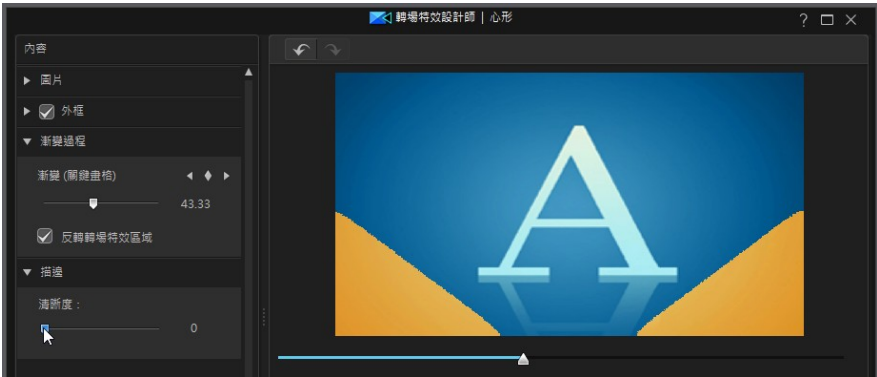 轉場特效設計師 | 心形
內容
圖片
外框
漸變過程
漸變 (關鍵畫格)
43.33
反轉轉場特效區域
描邊
清晰度：
0
A